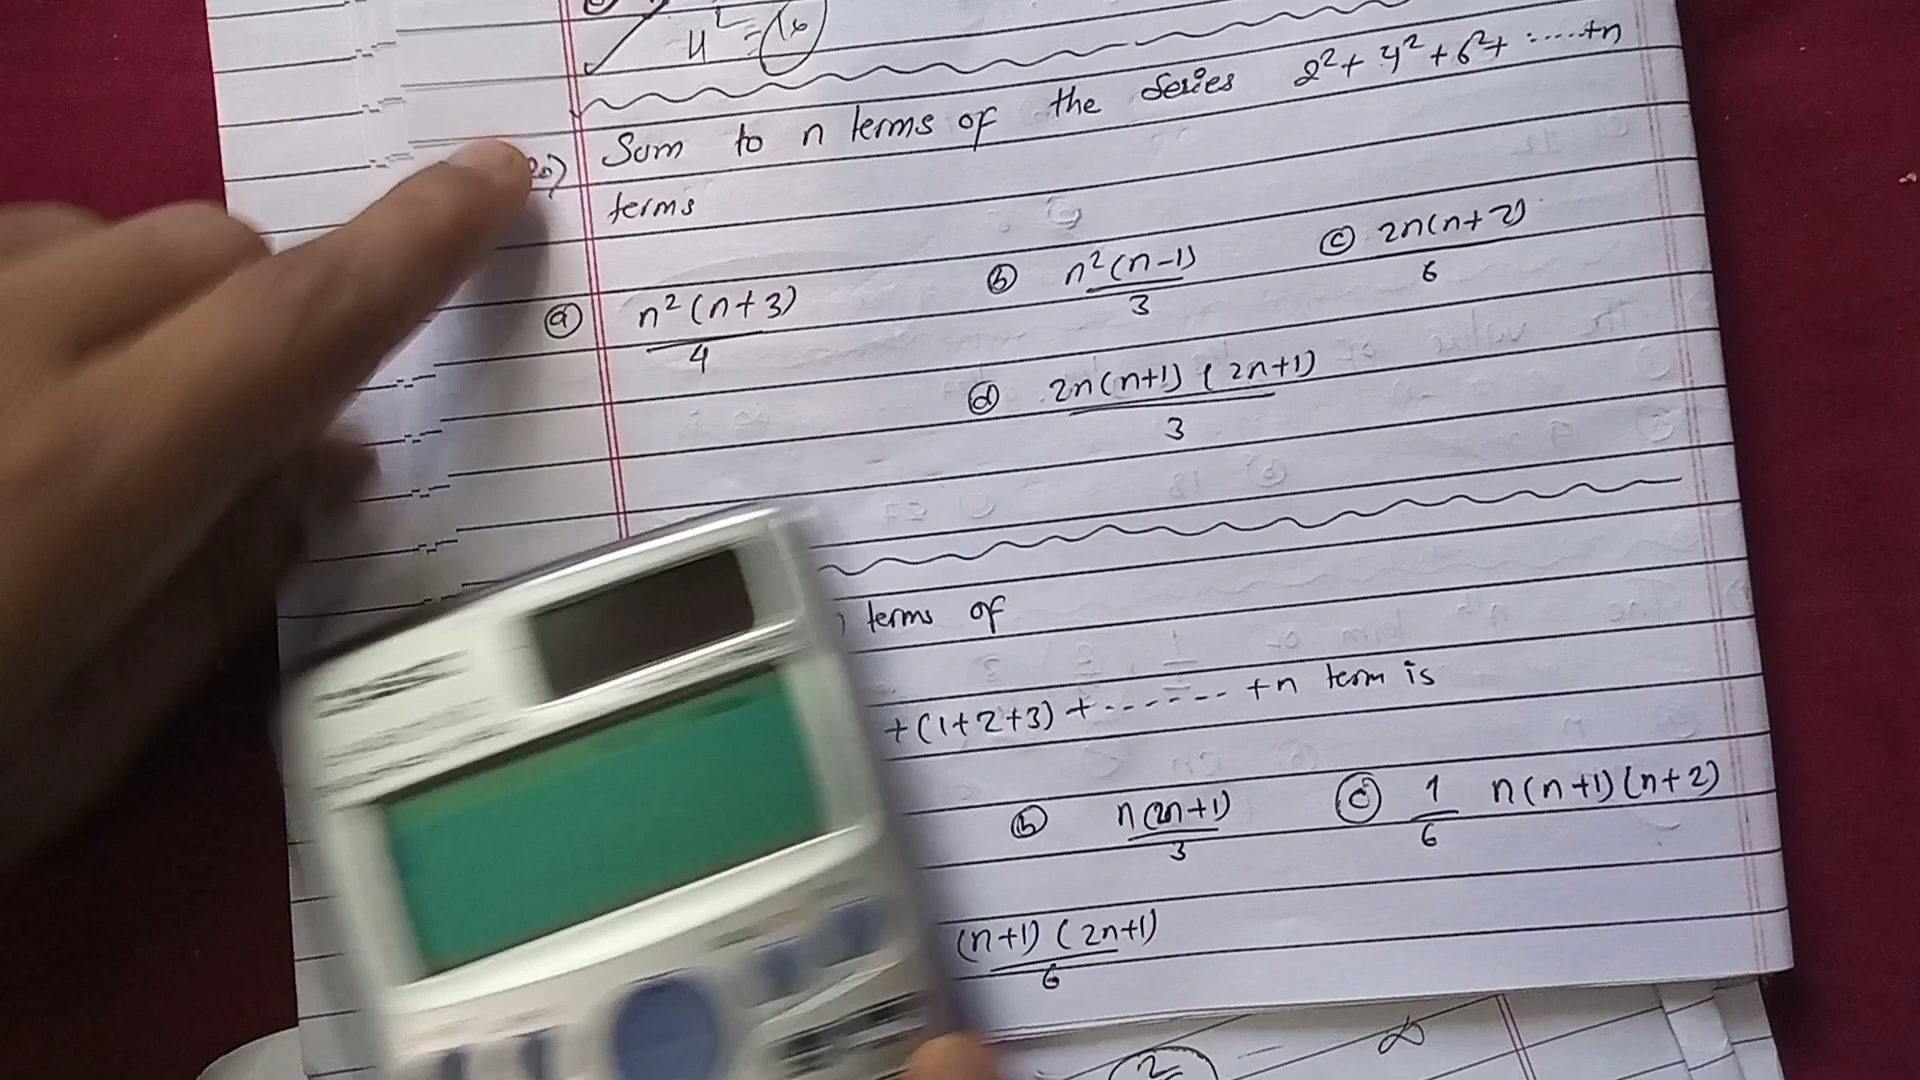 4² = 16
Sum to n terms of the series 2² + 4² + 6² + ......+n
terms
ⓐ n²(n+3)/4 ⓑ n²(n-1)/3 ⓒ 2n(n+2)/6
ⓓ 2n(n+1)(2n+1)/3
terms of
+(1+2+3)+....... +n term is
ⓑ n(2n+1)/3 ⓒ 1/6 n(n+1)(n+2)
(n+1)(2n+1)/6